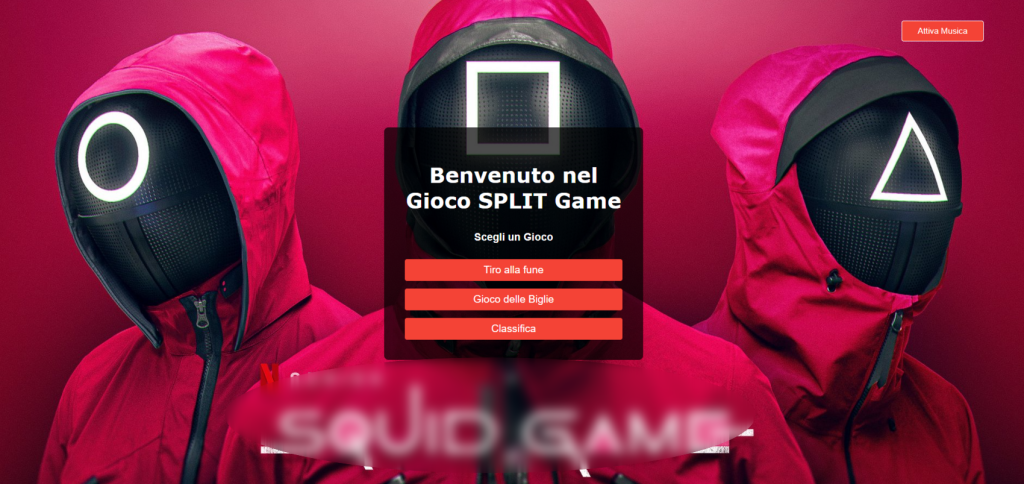 Attiva Musica
Benvenuto nel
Gioco SPLIT Game
Scegli un Gioco
Tiro alla fune
Gioco delle Biglie
Classifica
SQUID GAME